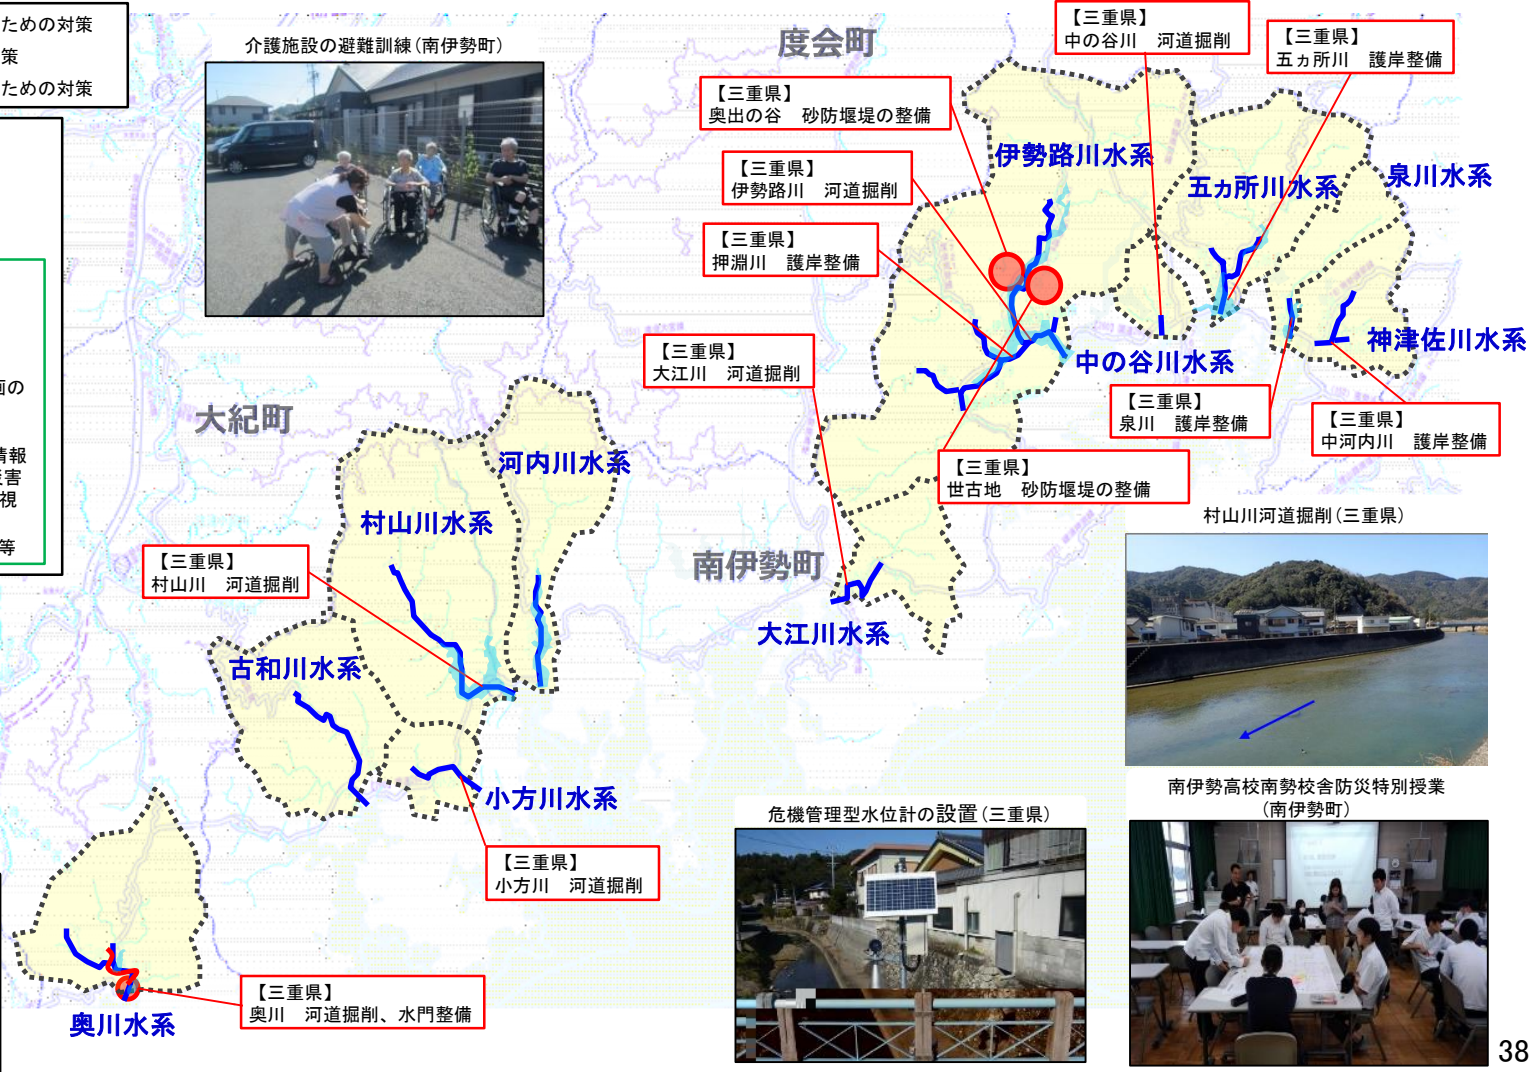 ための対策
策
ための対策
画の
情報
災害
視
等
介護施設の避難訓練(南伊勢町)
度会町
大紀町
南伊勢町
【三重県】
中の谷川 河道掘削
【三重県】
五ヵ所川 護岸整備
【三重県】
奥出の谷 砂防堰堤の整備
【三重県】
伊勢路川 河道掘削
【三重県】
押淵川 護岸整備
【三重県】
大江川 河道掘削
伊勢路川水系
五ヵ所川水系
泉川水系
神津佐川水系
中の谷川水系
【三重県】
泉川 護岸整備
【三重県】
中河内川 護岸整備
【三重県】
世古地 砂防堰堤の整備
河内川水系
村山川水系
【三重県】
村山川 河道掘削
古和川水系
大江川水系
小方川水系
【三重県】
小方川 河道掘削
奥川水系
【三重県】
奥川 河道掘削、水門整備
村山川河道掘削(三重県)
危機管理型水位計の設置(三重県)
南伊勢高校南勢校舎防災特別授業
(南伊勢町)
38